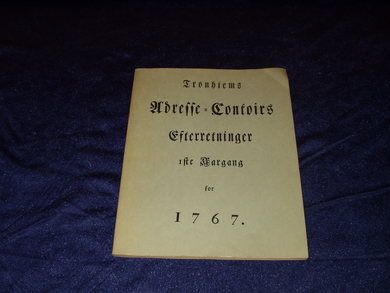 Tronhiems
Adresse-Contoirs
Efterretninger
1ste Aargang
for
1767.